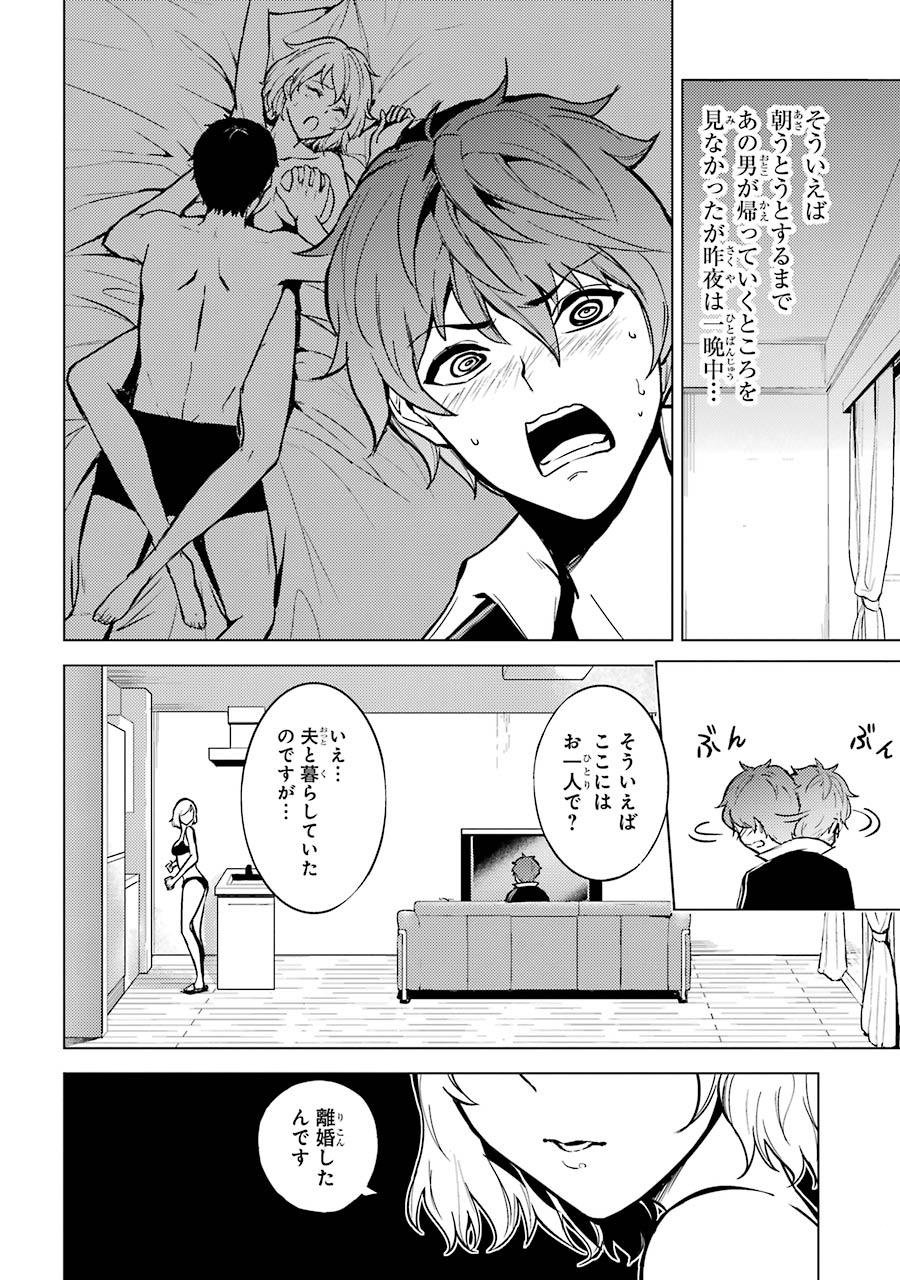 そういえば
朝うとうとするまで
あの男が帰っていくところを
見なかったが昨夜は一晩中…
ぶんぶん
そういえば
ここには
お一人で？
いえ…
夫と暮らしていた
のですが…
離婚した
んです